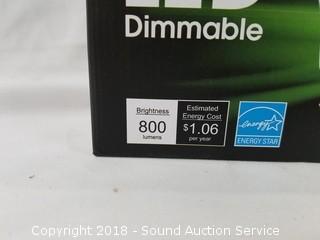 Dimmable
Brightness
800
lumens
Estimated
Energy Cost
$1.06
per year
energy
ENERGY STAR
Copyright 2018 - Sound Auction Service